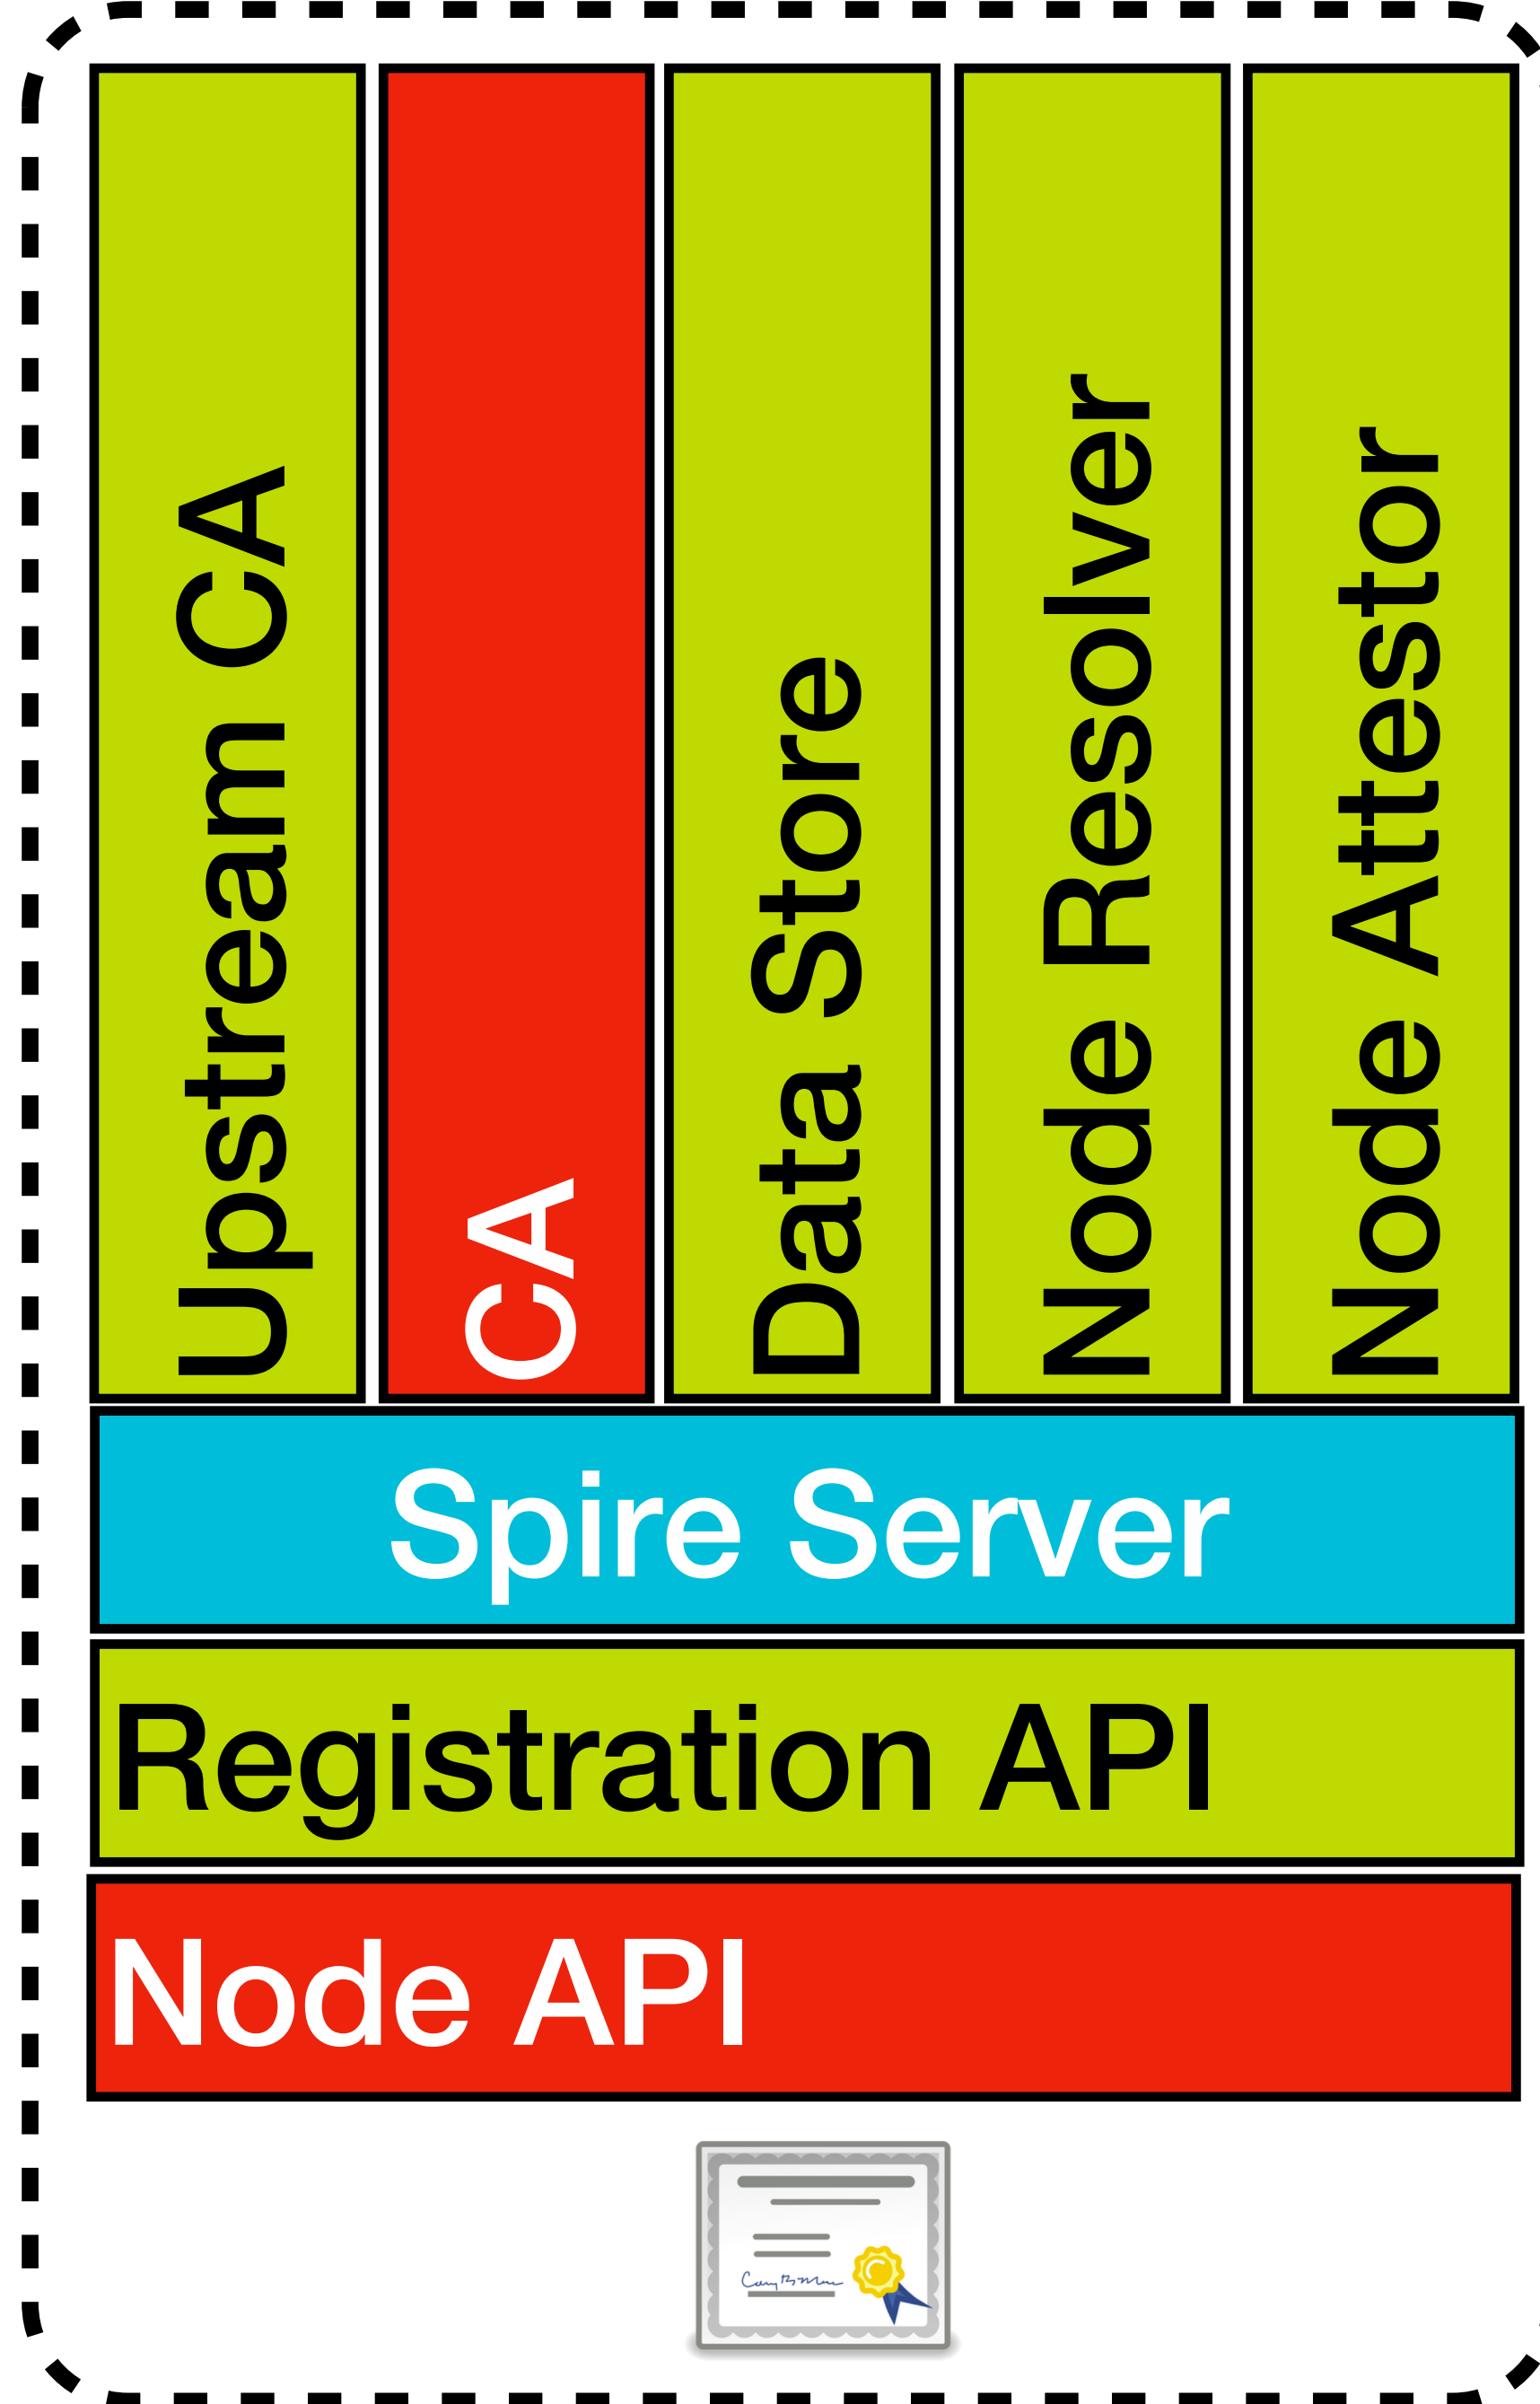 Upstream CA
CA
Data Store
Node Resolver
Node Attestor
Spire Server
Registration API
Node API